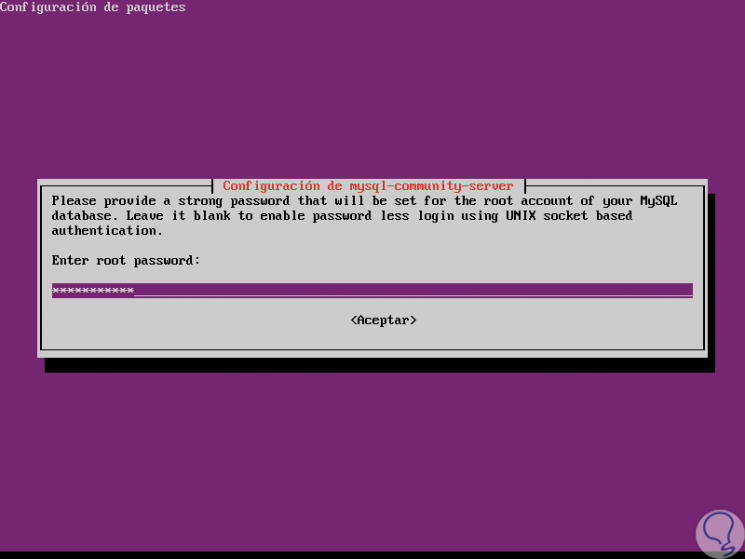 Configuración de paquetes
Configuración de mysql-community-server
Please provide a strong password that will be set for the root account of your MySQL
database. Leave it blank to enable password less login using UNIX socket based
authentication.
Enter root password:
***********
<Aceptar>